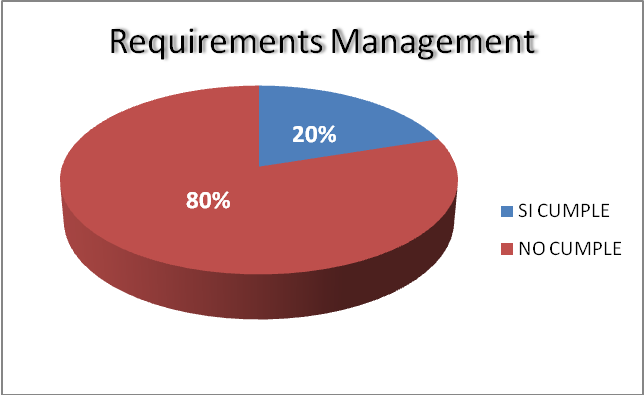 Requirements Management
20%
80%
SI CUMPLE
NO CUMPLE